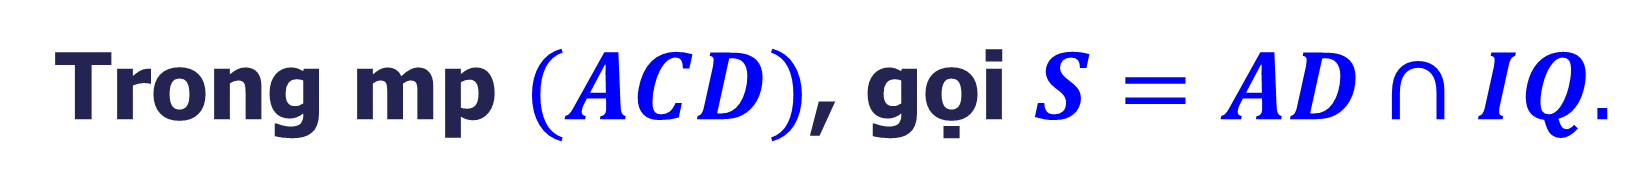 Trong mp (ACD), gọi S = AD ∩ IQ.